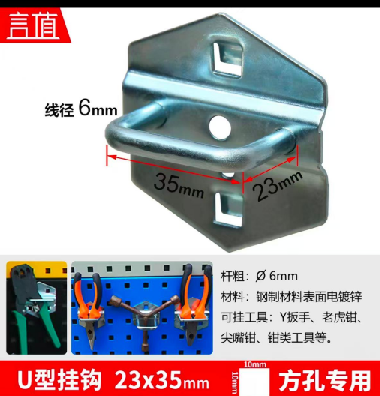 言值
线径 6mm
35mm
23mm
杆粗：Ø 6mm
材料：钢制材料表面电镀锌
可挂工具：Y扳手、老虎钳、
尖嘴钳、钳类工具等。
U型挂钩 23x35mm
10mm
10mm
方孔专用